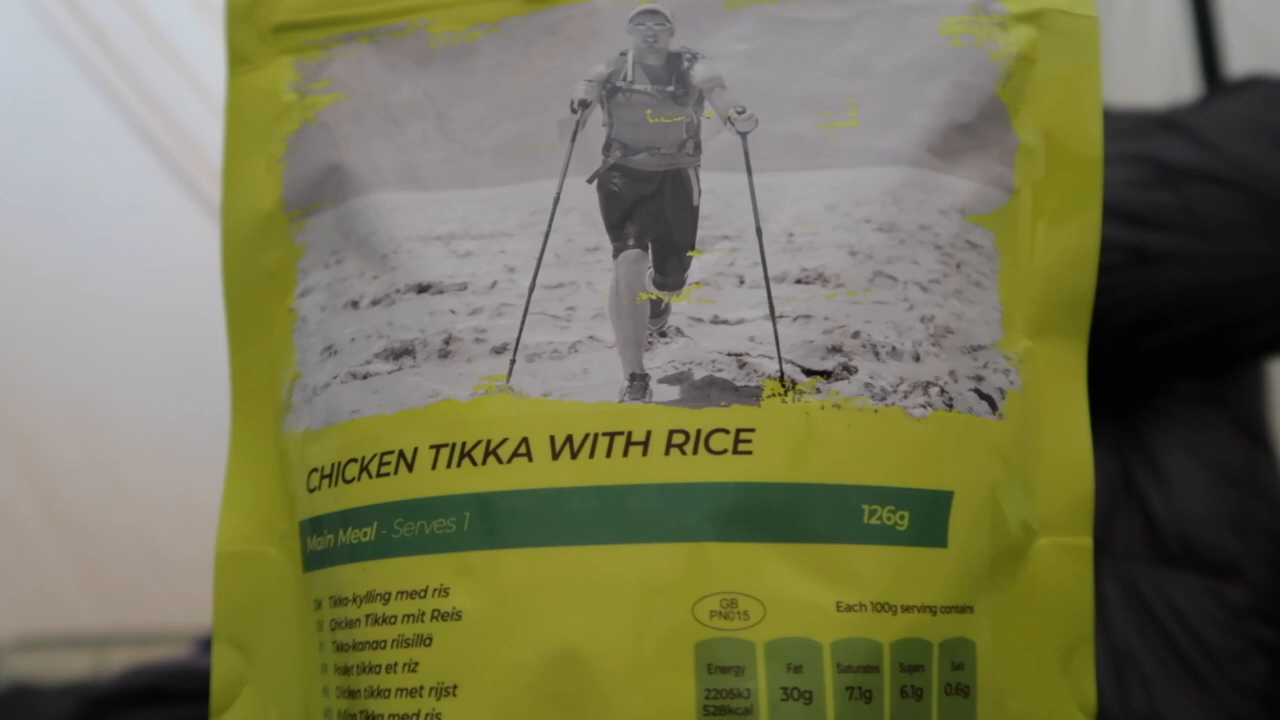 CHICKEN TIKKA WITH RICE
Main Meal - Serves 1
126g
Tikka-kylling med ris
Chicken Tikka mit Reis
Tikka-kanaa riisillä
Poulet tikka et riz
Chicken tikka met rijst
Tikka med ris
GB
PN015
Each 100g serving contains
Energy Fat Saturates Sugars Salt
2205kJ 30g 7.1g 6.1g 0.6g
528kcal